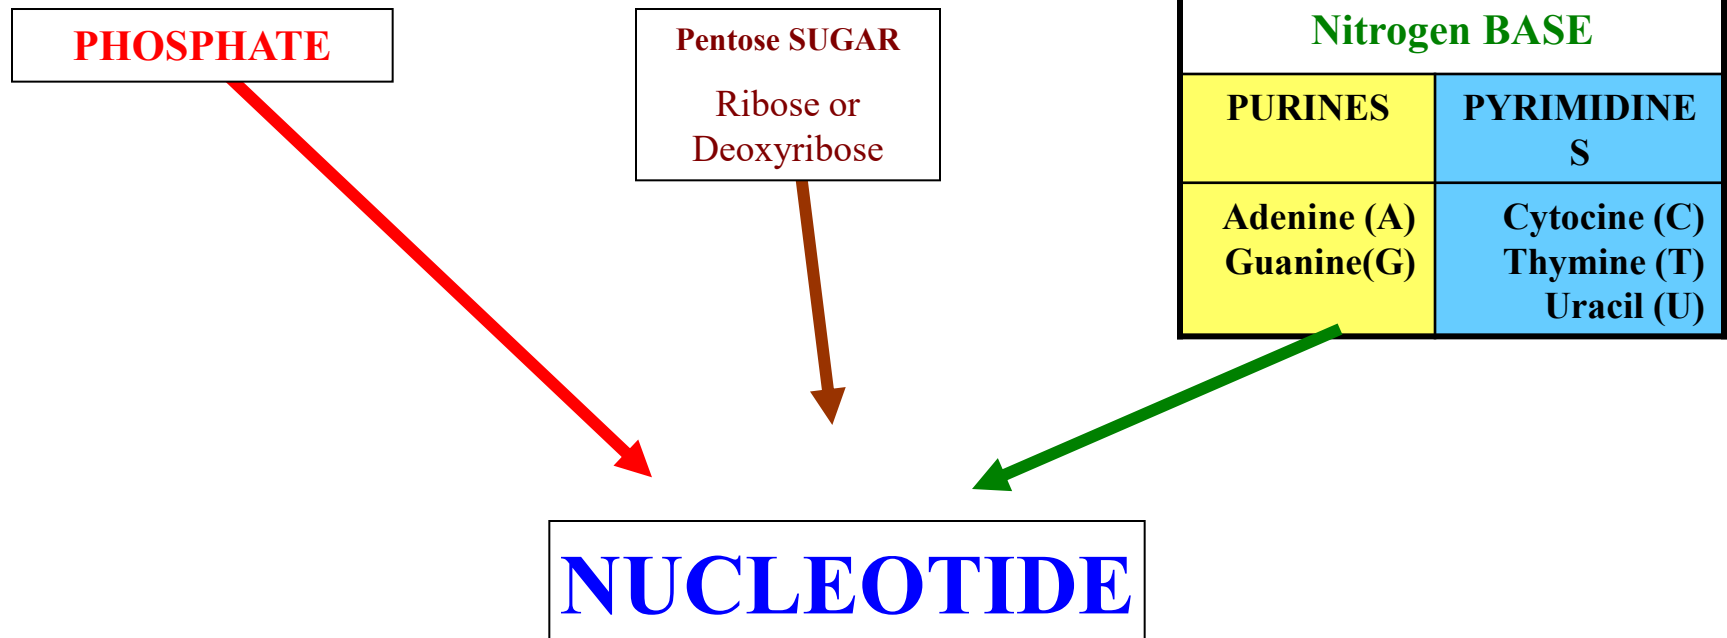 PHOSPHATE
Pentose SUGAR
Ribose or
Deoxyribose
Nitrogen BASE
PURINES
PYRIMIDINE
S
Adenine (A)
Guanine(G)
Cytocine (C)
Thymine (T)
Uracil (U)
NUCLEOTIDE